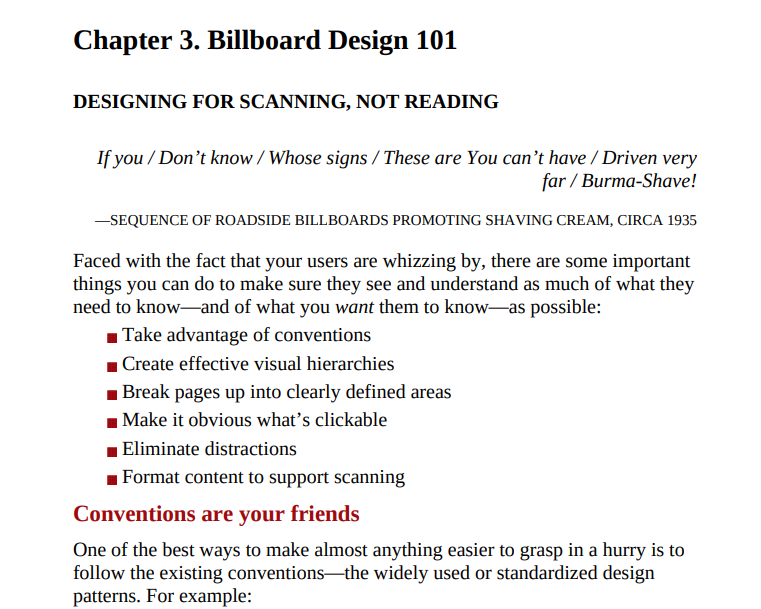 Chapter 3. Billboard Design 101
DESIGNING FOR SCANNING, NOT READING
If you / Don’t know / Whose signs / These are You can’t have / Driven very
far / Burma-Shave!
—SEQUENCE OF ROADSIDE BILLBOARDS PROMOTING SHAVING CREAM, CIRCA 1935
Faced with the fact that your users are whizzing by, there are some important
things you can do to make sure they see and understand as much of what they
need to know—and of what you want them to know—as possible:
■ Take advantage of conventions
■ Create effective visual hierarchies
■ Break pages up into clearly defined areas
■ Make it obvious what’s clickable
■ Eliminate distractions
■ Format content to support scanning
Conventions are your friends
One of the best ways to make almost anything easier to grasp in a hurry is to
follow the existing conventions—the widely used or standardized design
patterns. For example: